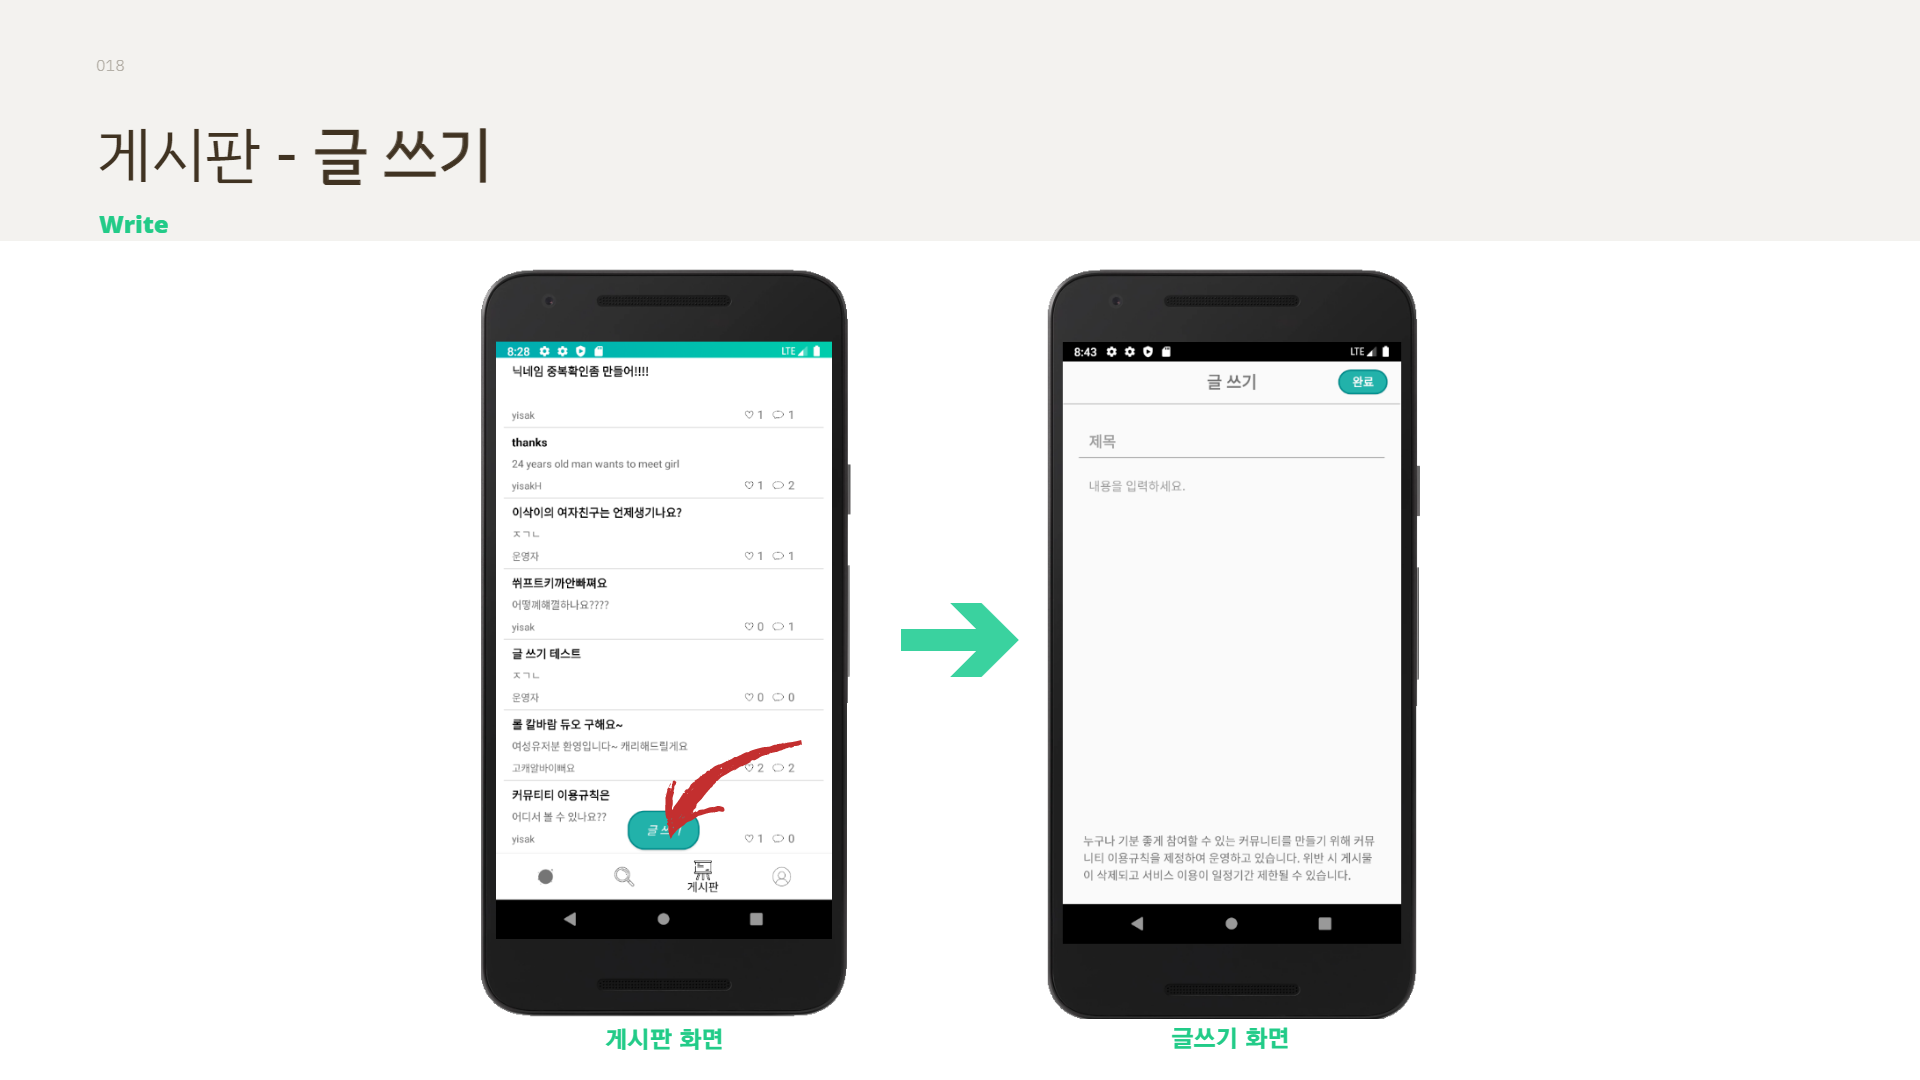 018
게시판 - 글 쓰기
Write
8:28
LTE
닉네임 중복확인좀 만들어!!!!
yisak
1
1
thanks
24 years old man wants to meet girl
yisakH
1
2
이삭이의 여자친구는 언제생기나요?
ㅈㄱㄴ
운영자
1
1
쒸프트키까안빠쪄요
yisak
0
1
글 쓰기 테스트
ㅈㄱㄴ
운영자
0
0
롤 칼바람 듀오 구해요~
여성유저분 환영입니다~ 캐리해드릴게요
고캐알바이뻐요
2
2
커뮤티티 이용규칙은
어디서 볼 수 있나요??
yisak
1
0
글 쓰기
게시판
게시판 화면
8:43
LTE
글 쓰기
완료
제목
내용을 입력하세요.
누구나 기분 좋게 참여할 수 있는 커뮤니티를 만들기 위해 커뮤
니티 이용규칙을 제정하여 운영하고 있습니다. 위반 시 게시물
이 삭제되고 서비스 이용이 일정기간 제한될 수 있습니다.
글쓰기 화면